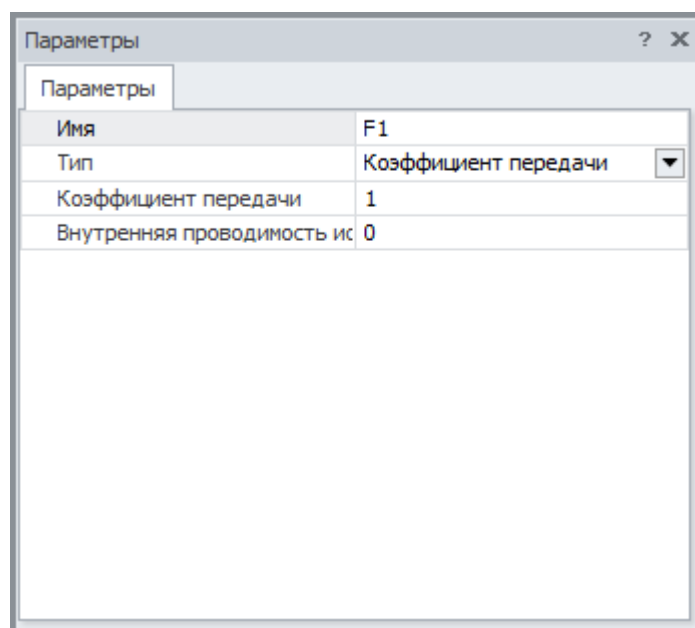 Параметры ? X
Параметры
Имя F1
Тип Коэффициент передачи
Коэффициент передачи 1
Внутренняя проводимость ис 0